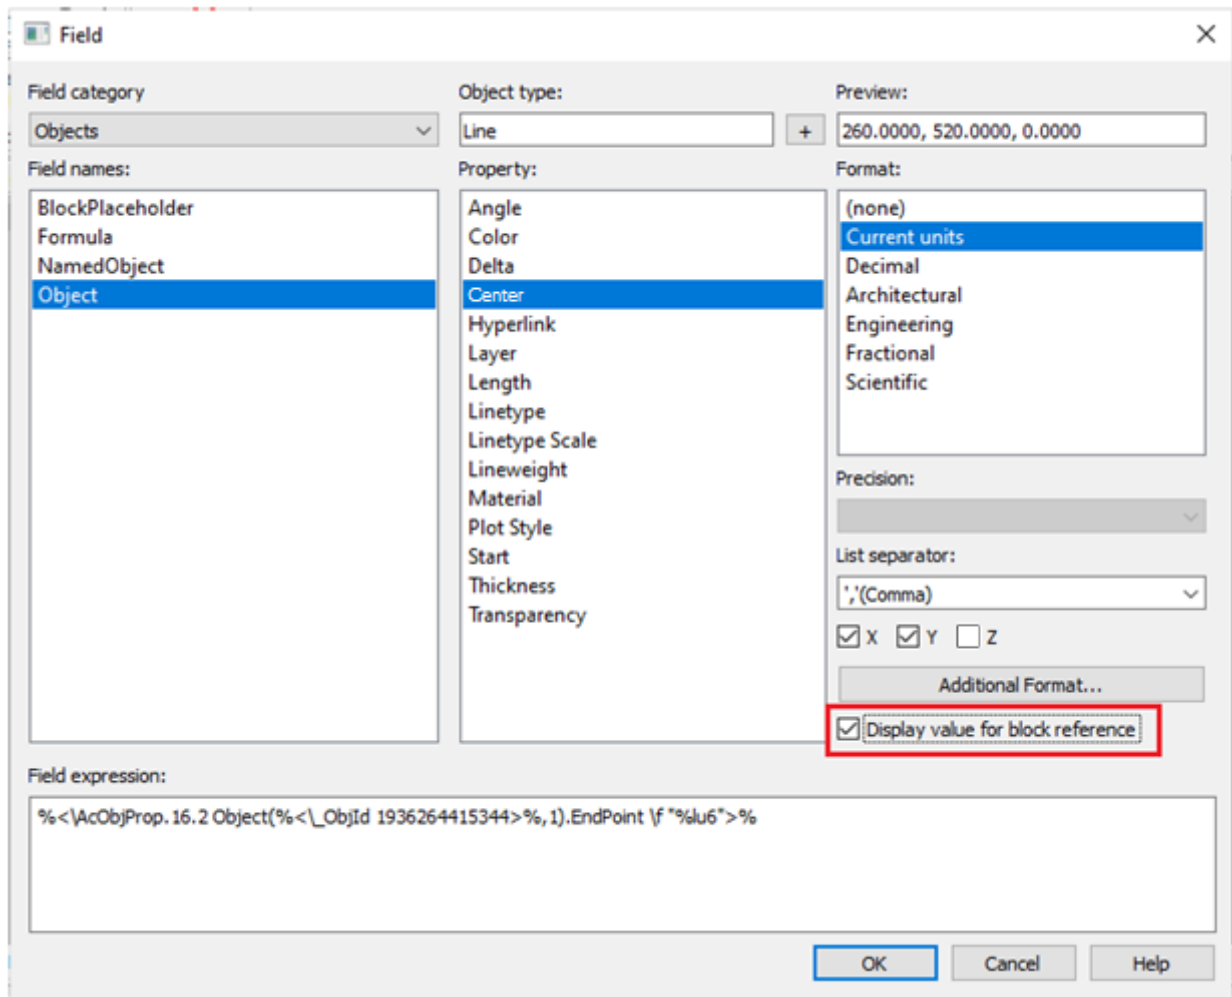 Field
Field category
Object type:
Preview:
Objects
Line
+
260.0000, 520.0000, 0.0000
Field names:
Property:
Format:
BlockPlaceholder
Formula
NamedObject
Object
Angle
Color
Delta
Center
Hyperlink
Layer
Length
Linetype
Linetype Scale
Lineweight
Material
Plot Style
Start
Thickness
Transparency
(none)
Current units
Decimal
Architectural
Engineering
Fractional
Scientific
Precision:
List separator:
','(Comma)
X Y Z
Additional Format...
Display value for block reference
Field expression:
%<\AcObjProp.16.2 Object(%<\_ObjId 1936264415344>%,1).EndPoint \f "%lu6">%
OK Cancel Help